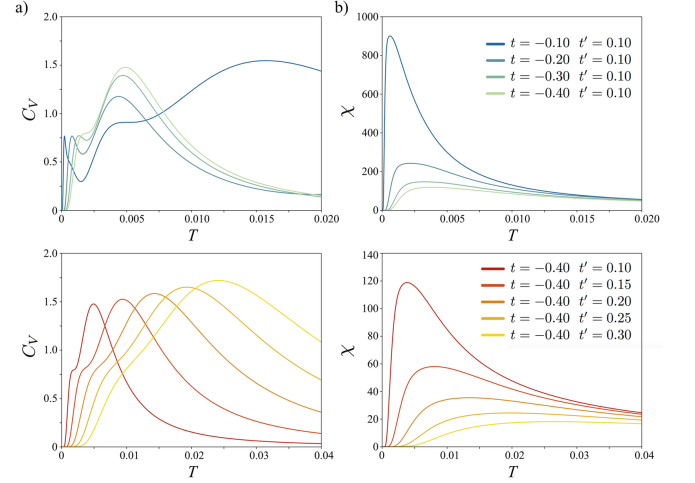 a)
b)
2.0
1.5
1.0
0.5
0
C_V
0
0.005
0.010
0.015
0.020
T
1000
800
600
400
200
0
χ
t = −0.10 t′ = 0.10
t = −0.20 t′ = 0.10
t = −0.30 t′ = 0.10
t = −0.40 t′ = 0.10
0
0.005
0.010
0.015
0.020
T
2.0
1.5
1.0
0.5
0
C_V
0
0.01
0.02
0.03
0.04
T
140
120
100
80
60
40
20
0
χ
t = −0.40 t′ = 0.10
t = −0.40 t′ = 0.15
t = −0.40 t′ = 0.20
t = −0.40 t′ = 0.25
t = −0.40 t′ = 0.30
0
0.01
0.02
0.03
0.04
T